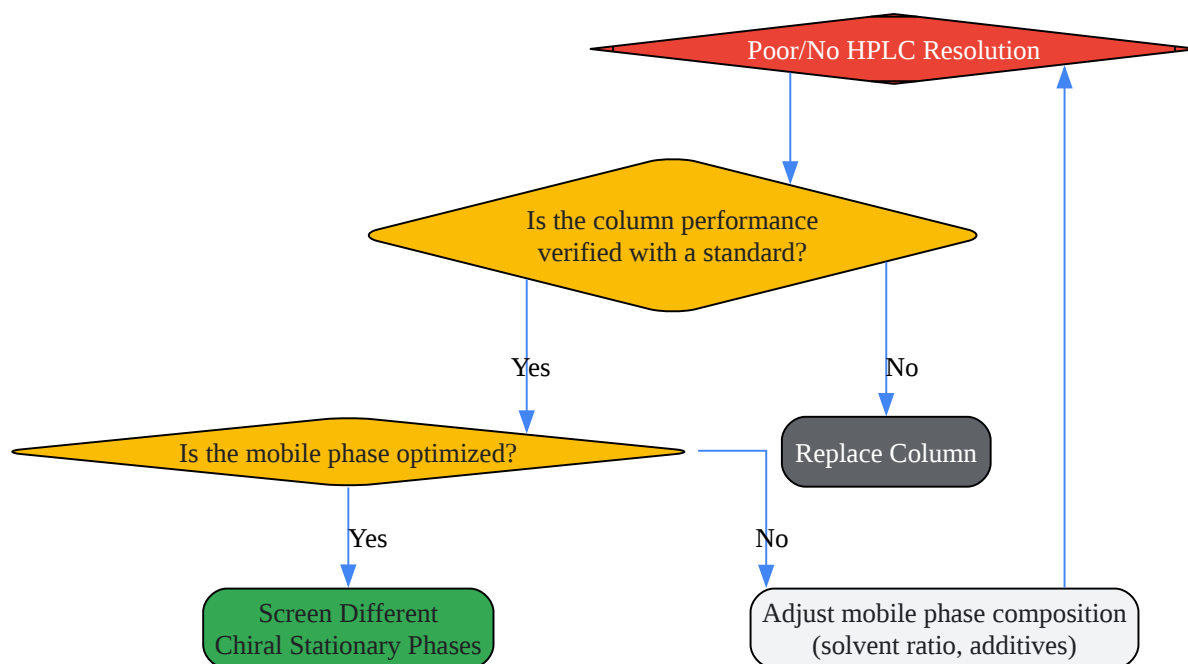 Poor/No HPLC Resolution
Is the column performance
verified with a standard?
Yes
No
Is the mobile phase optimized?
Replace Column
Yes
No
Screen Different
Chiral Stationary Phases
Adjust mobile phase composition
(solvent ratio, additives)